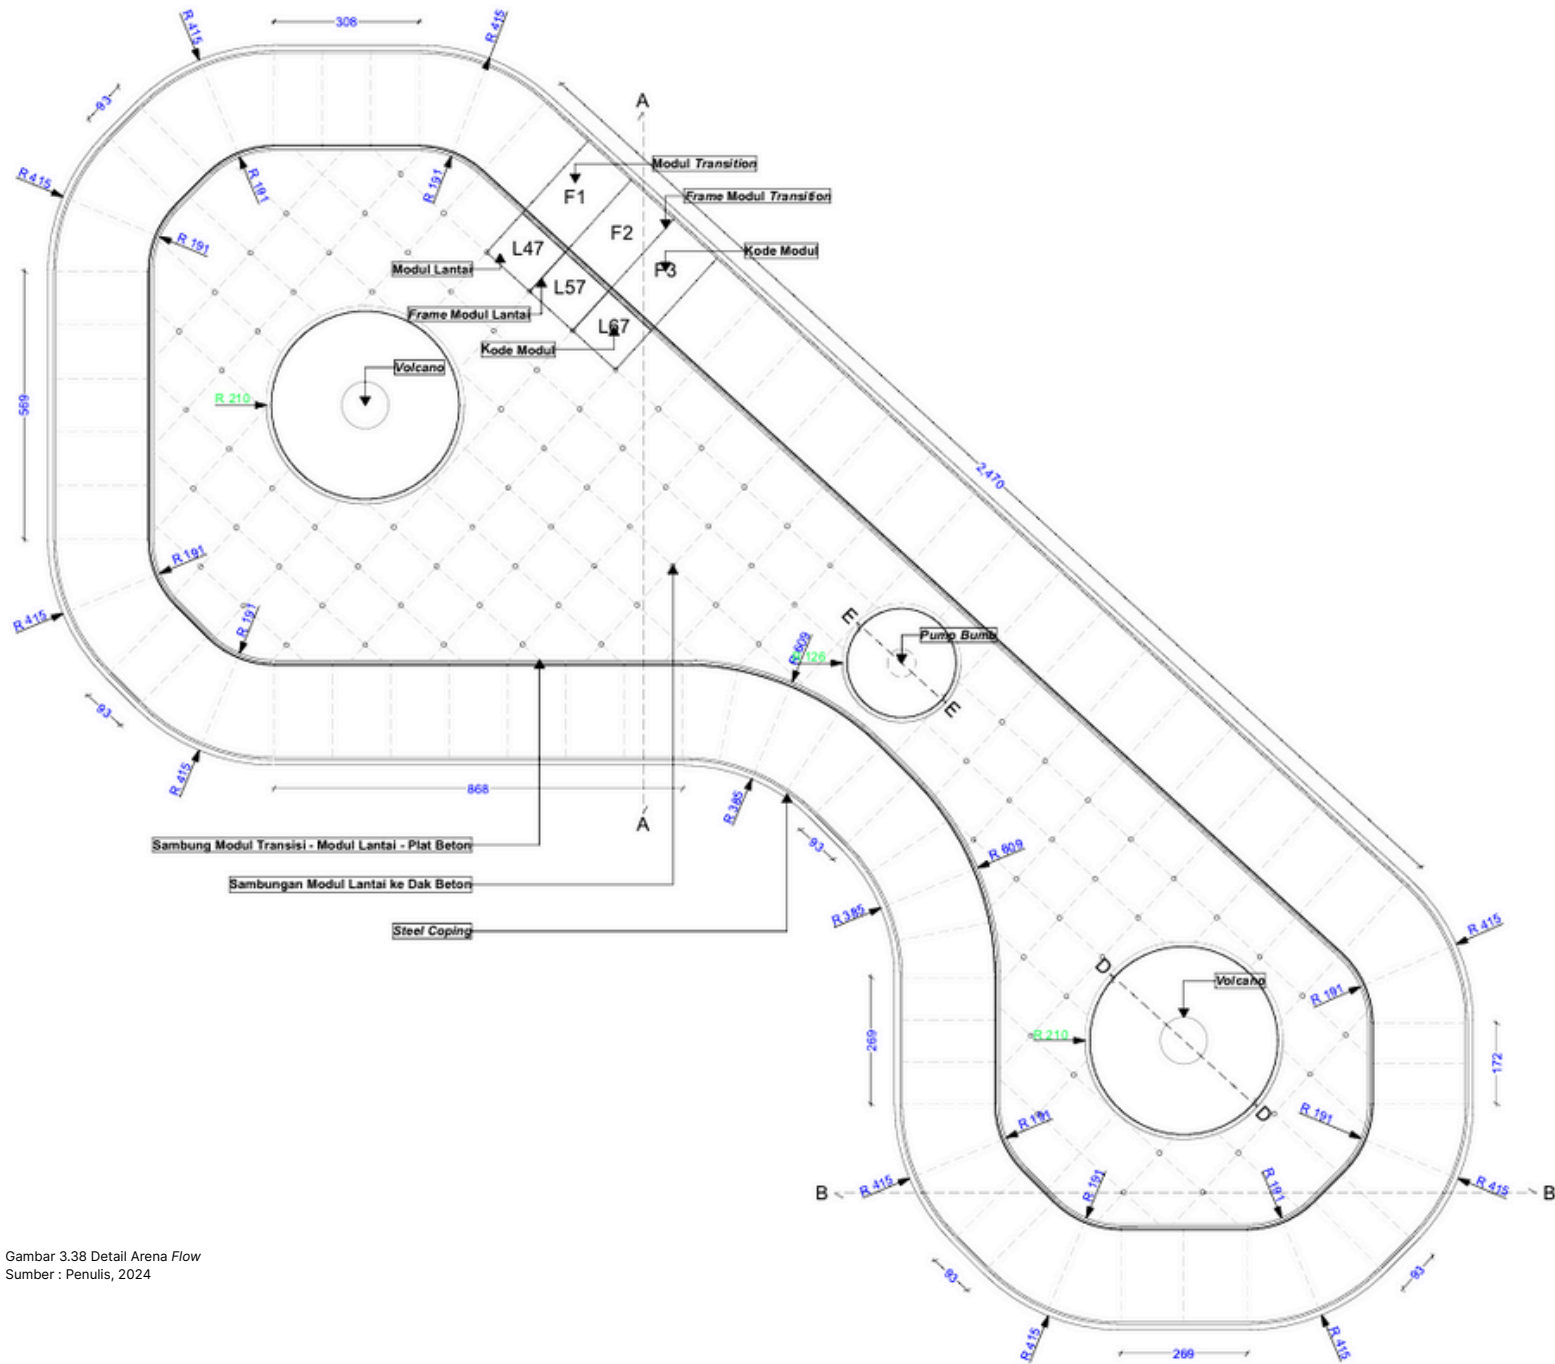 308
R 415
R 415
93
A
Modul Transition
R 415
R 191
R 191
F1
Frame Modul Transition
F2
R 191
L47
Kode Modul
Modul Lantai
F3
L57
Frame Modul Lantai
L67
Kode Modul
Volcano
569
R 210
2,470
R 191
R 415
R 191
E
Pump Bump
R 609
R 126
93
E
R 415
868
R 385
A
93
Sambung Modul Transisi - Modul Lantai - Plat Beton
R 609
Sambungan Modul Lantai ke Dak Beton
R 385
Steel Coping
R 415
D
Volcano
R 191
269
R 210
172
D
R 191
R 191
R 191
R 191
B
R 415
R 415
B
93
93
R 415
R 415
269
Gambar 3.38 Detail Arena Flow
Sumber : Penulis, 2024